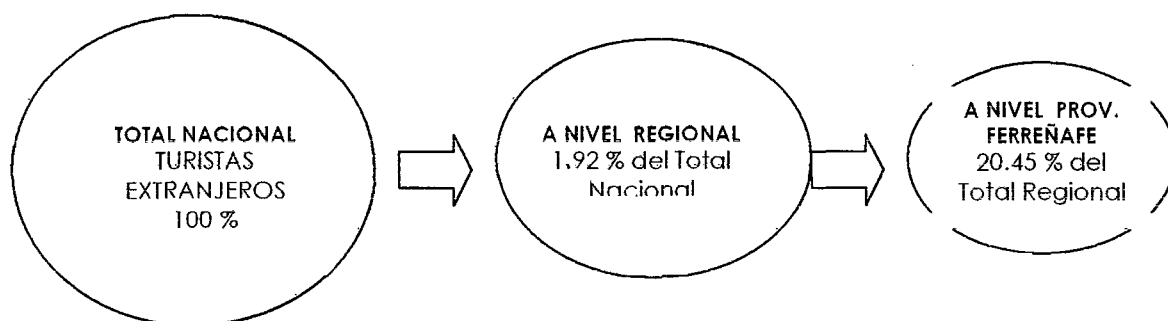 TOTAL NACIONAL
TURISTAS
EXTRANJEROS
100 %
A NIVEL REGIONAL
1.92 % del Total
Nacional
A NIVEL PROV.
FERREÑAFE
20.45 % del
Total Regional